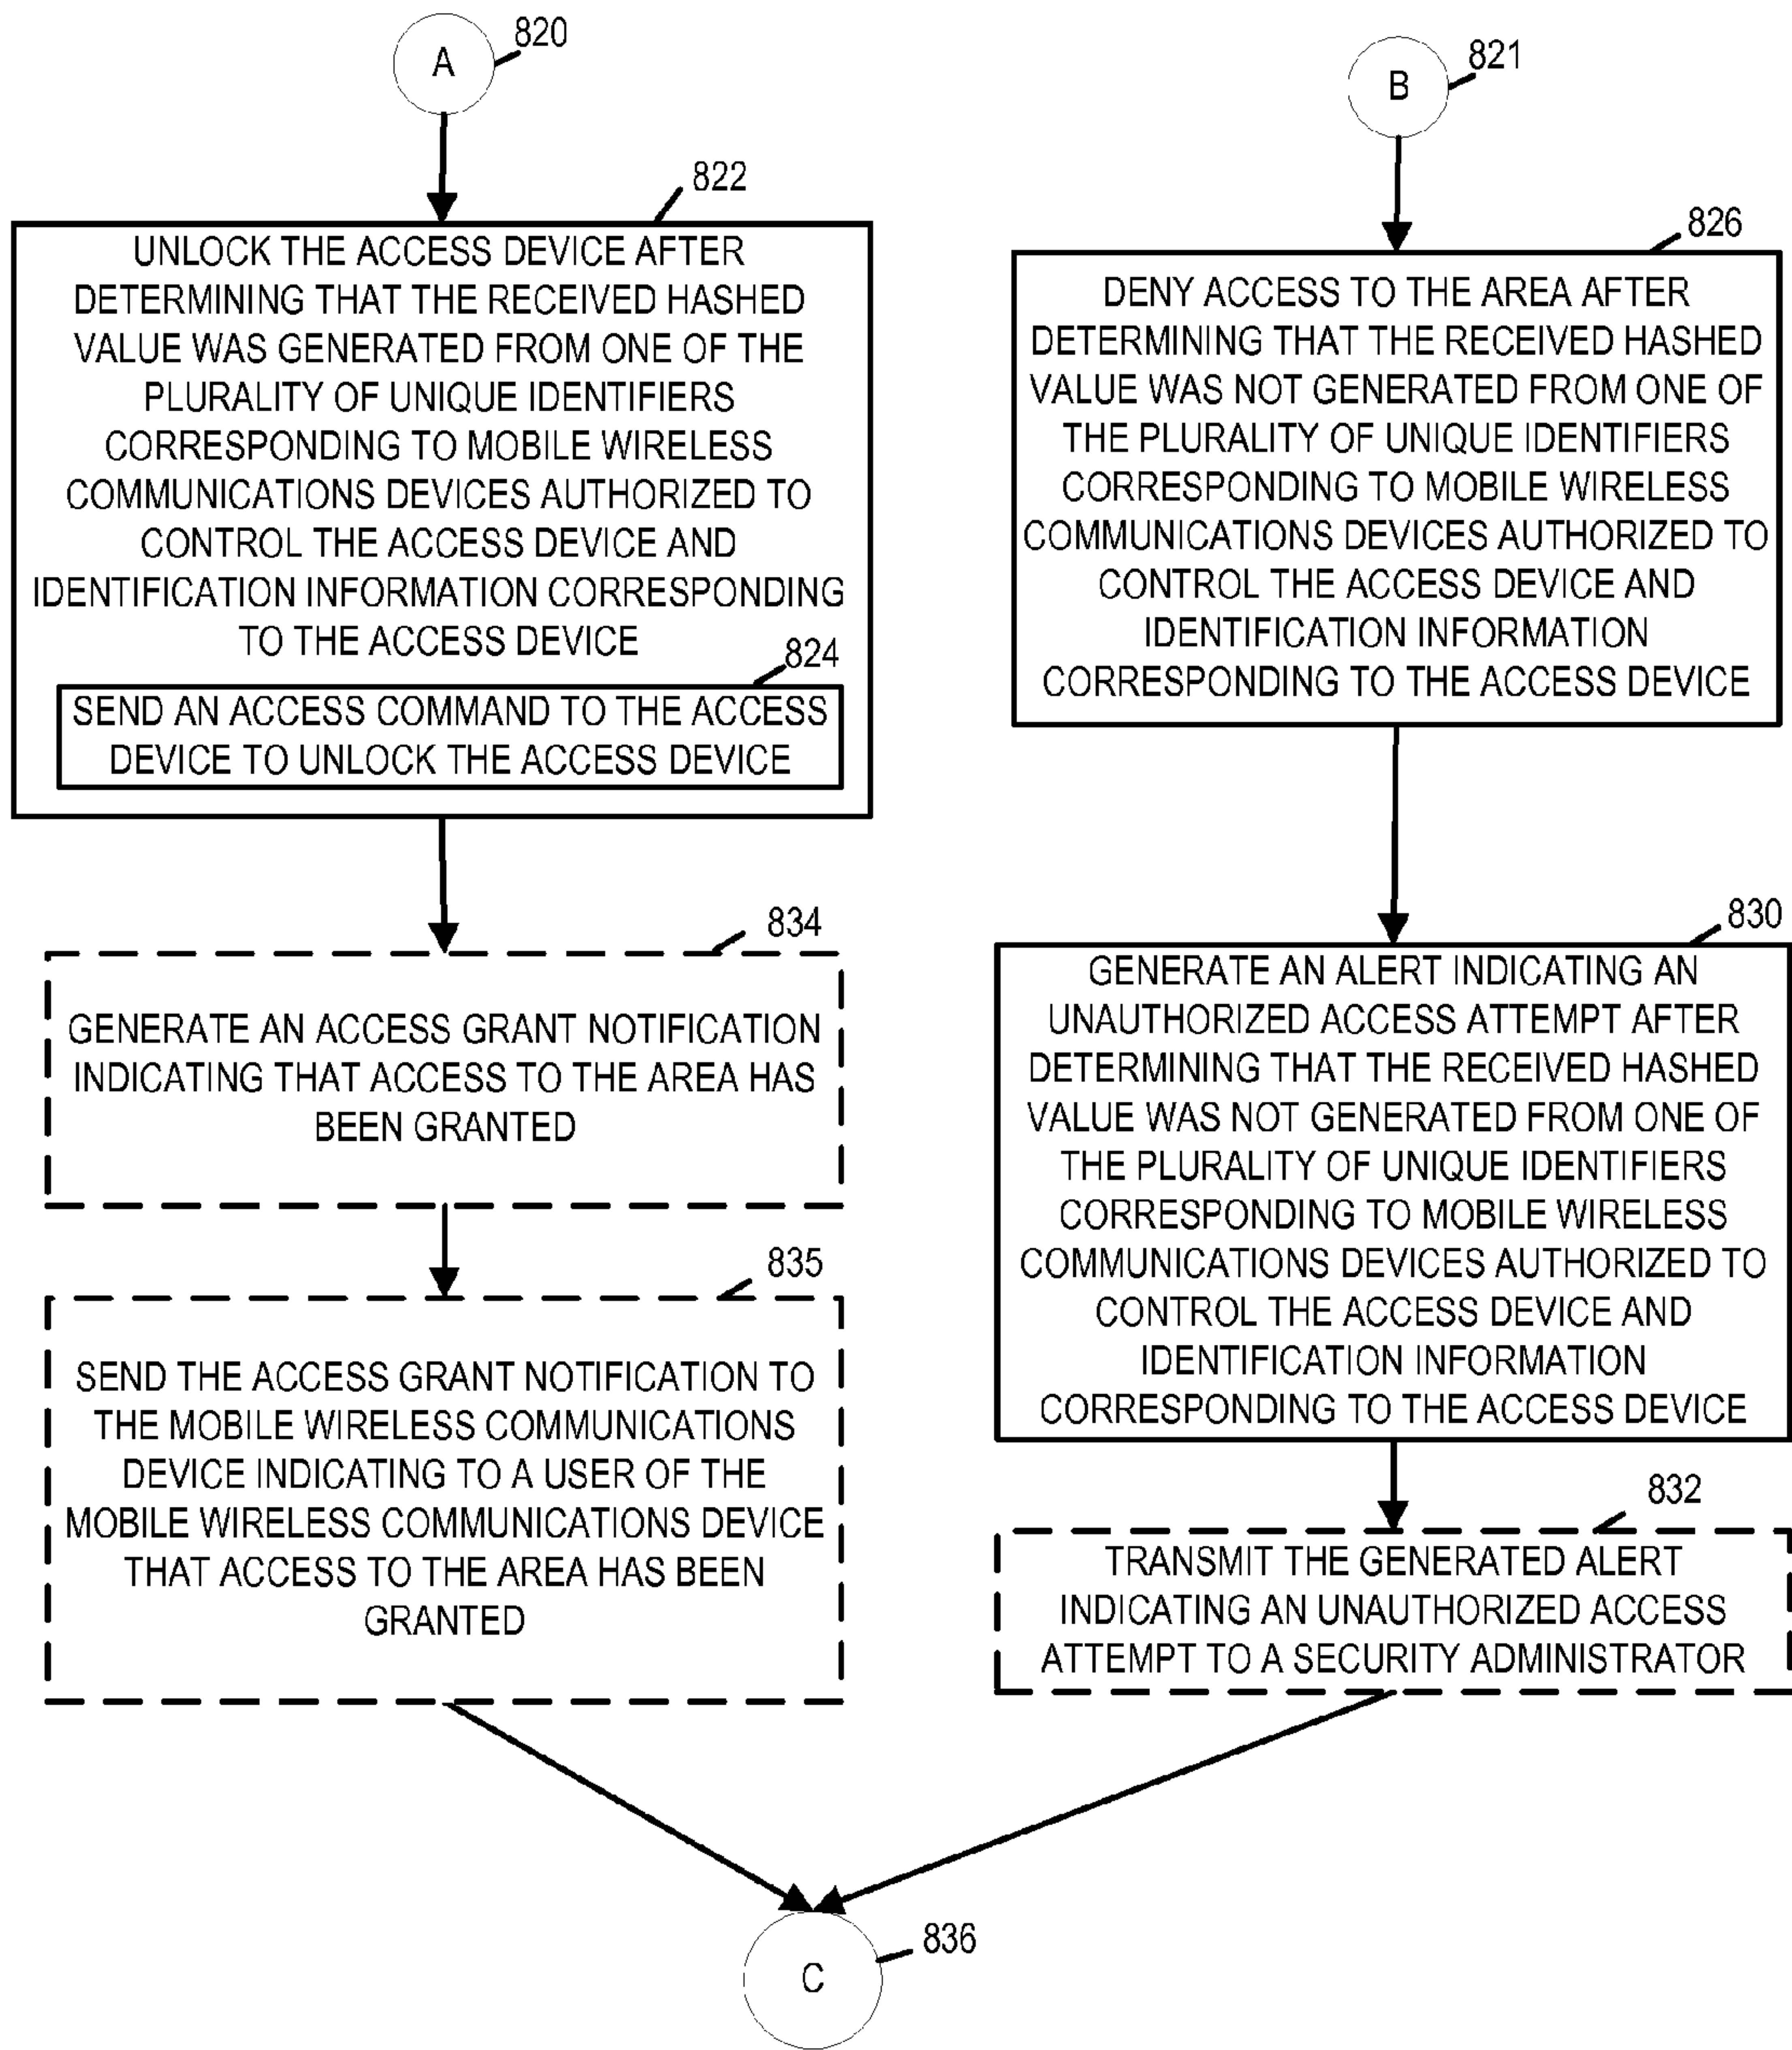 A
820
822
UNLOCK THE ACCESS DEVICE AFTER
DETERMINING THAT THE RECEIVED HASHED
VALUE WAS GENERATED FROM ONE OF THE
PLURALITY OF UNIQUE IDENTIFIERS
CORRESPONDING TO MOBILE WIRELESS
COMMUNICATIONS DEVICES AUTHORIZED TO
CONTROL THE ACCESS DEVICE AND
IDENTIFICATION INFORMATION CORRESPONDING
TO THE ACCESS DEVICE
824
SEND AN ACCESS COMMAND TO THE ACCESS
DEVICE TO UNLOCK THE ACCESS DEVICE
834
GENERATE AN ACCESS GRANT NOTIFICATION
INDICATING THAT ACCESS TO THE AREA HAS
BEEN GRANTED
835
SEND THE ACCESS GRANT NOTIFICATION TO
THE MOBILE WIRELESS COMMUNICATIONS
DEVICE INDICATING TO A USER OF THE
MOBILE WIRELESS COMMUNICATIONS DEVICE
THAT ACCESS TO THE AREA HAS BEEN
GRANTED
B
821
826
DENY ACCESS TO THE AREA AFTER
DETERMINING THAT THE RECEIVED HASHED
VALUE WAS NOT GENERATED FROM ONE OF
THE PLURALITY OF UNIQUE IDENTIFIERS
CORRESPONDING TO MOBILE WIRELESS
COMMUNICATIONS DEVICES AUTHORIZED TO
CONTROL THE ACCESS DEVICE AND
IDENTIFICATION INFORMATION
CORRESPONDING TO THE ACCESS DEVICE
830
GENERATE AN ALERT INDICATING AN
UNAUTHORIZED ACCESS ATTEMPT AFTER
DETERMINING THAT THE RECEIVED HASHED
VALUE WAS NOT GENERATED FROM ONE OF
THE PLURALITY OF UNIQUE IDENTIFIERS
CORRESPONDING TO MOBILE WIRELESS
COMMUNICATIONS DEVICES AUTHORIZED TO
CONTROL THE ACCESS DEVICE AND
IDENTIFICATION INFORMATION
CORRESPONDING TO THE ACCESS DEVICE
832
TRANSMIT THE GENERATED ALERT
INDICATING AN UNAUTHORIZED ACCESS
ATTEMPT TO A SECURITY ADMINISTRATOR
C
836